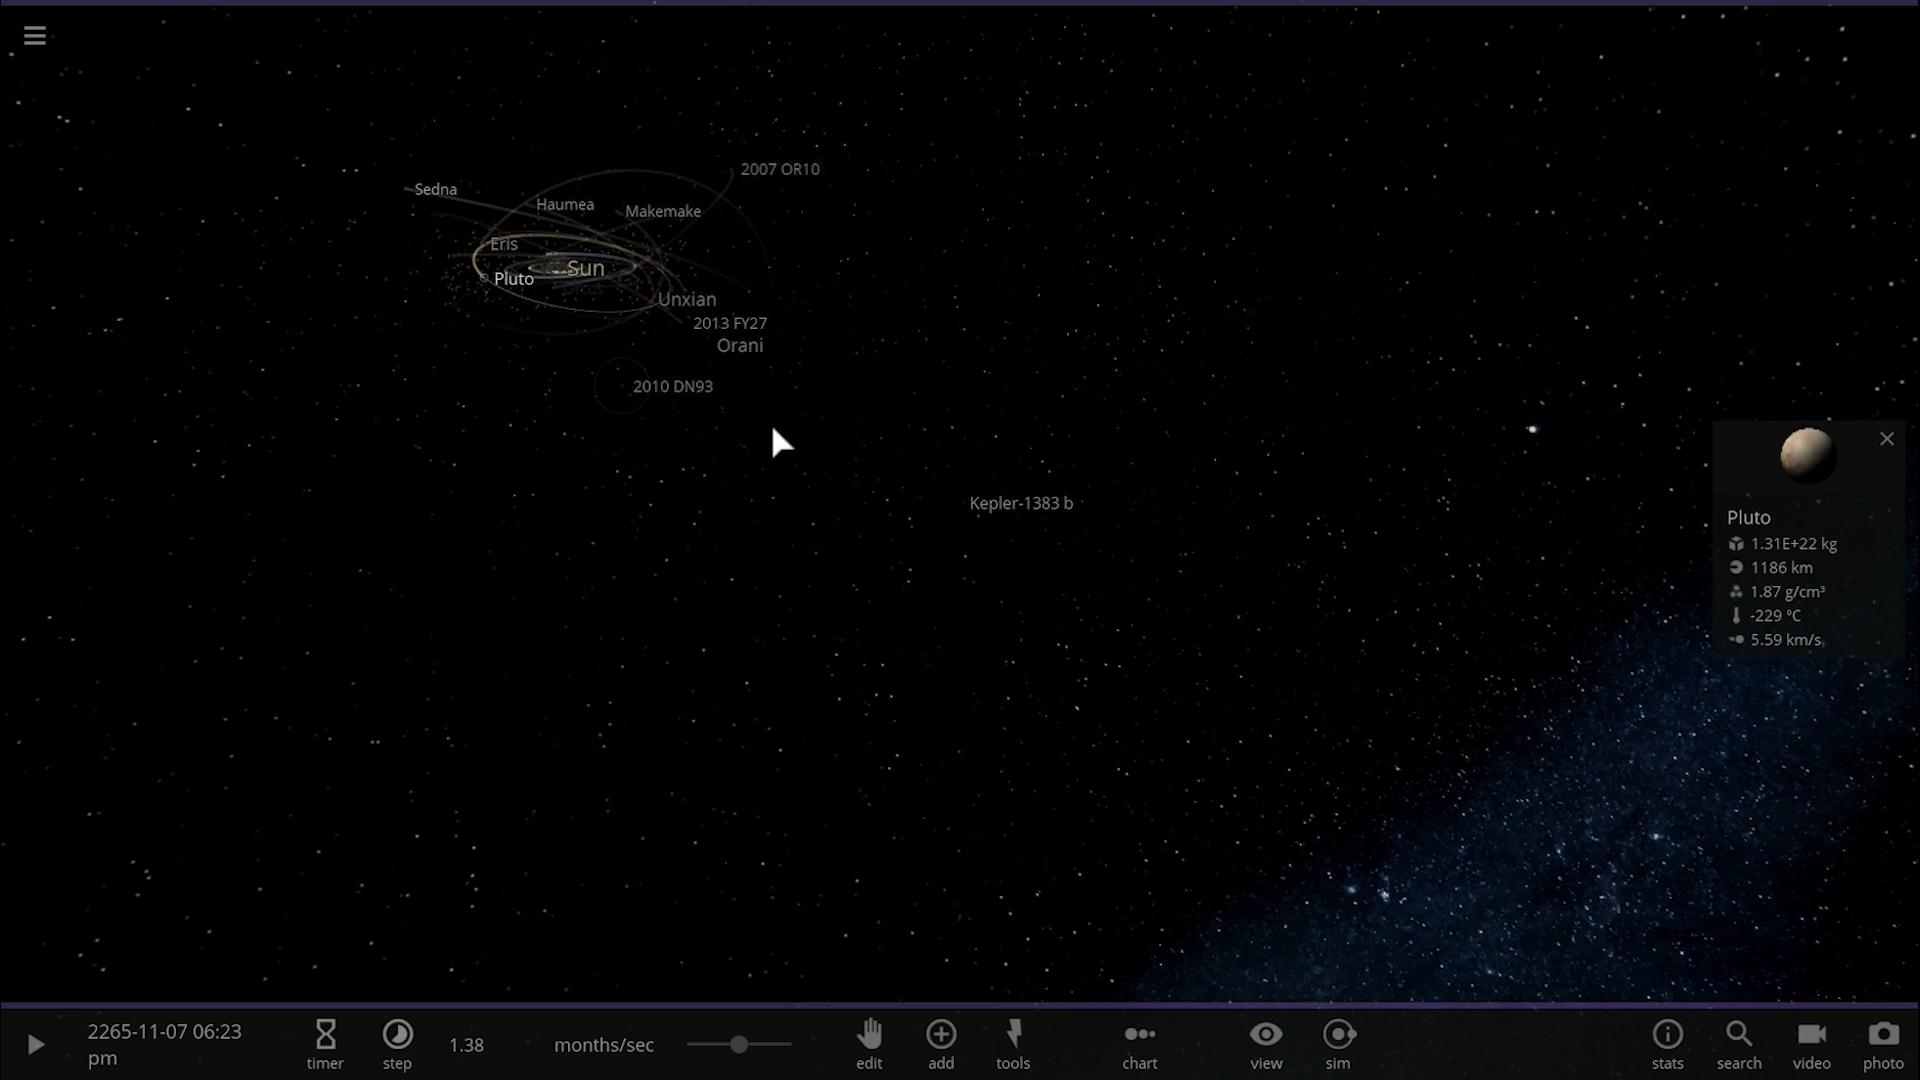 2007 OR10
Sedna
Haumea
Makemake
Eris
Sun
Pluto
Unxian
2013 FY27
Orani
2010 DN93
Kepler-1383 b
Pluto
1.31E+22 kg
1186 km
1.87 g/cm³
-229 °C
5.59 km/s
2265-11-07 06:23
pm
timer
step
1.38
months/sec
edit
add
tools
chart
view
sim
stats
search
video
photo